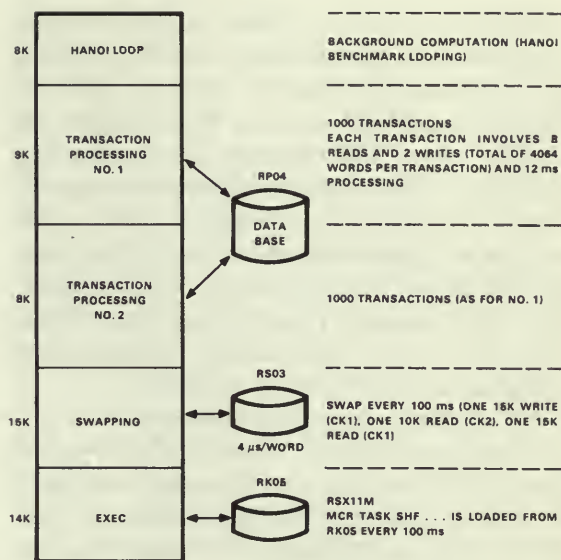 8K
HANOI LOOP
BACKGROUND COMPUTATION (HANOI
BENCHMARK LOOPING)
9K
TRANSACTION
PROCESSING
NO. 1
1000 TRANSACTIONS
EACH TRANSACTION INVOLVES 8
READS AND 2 WRITES (TOTAL OF 4064
WORDS PER TRANSACTION) AND 12 ms
PROCESSING
RP04
DATA
BASE
8K
TRANSACTION
PROCESSNG
NO. 2
1000 TRANSACTIONS (AS FOR NO. 1)
15K
SWAPPING
RS03
4 μs/WORD
SWAP EVERY 100 ms (ONE 15K WRITE
(CK1), ONE 10K READ (CK2), ONE 15K
READ (CK1)
14K
EXEC
RK05
RSX11M
MCR TASK SHF . . . IS LOADED FROM
RK05 EVERY 100 ms